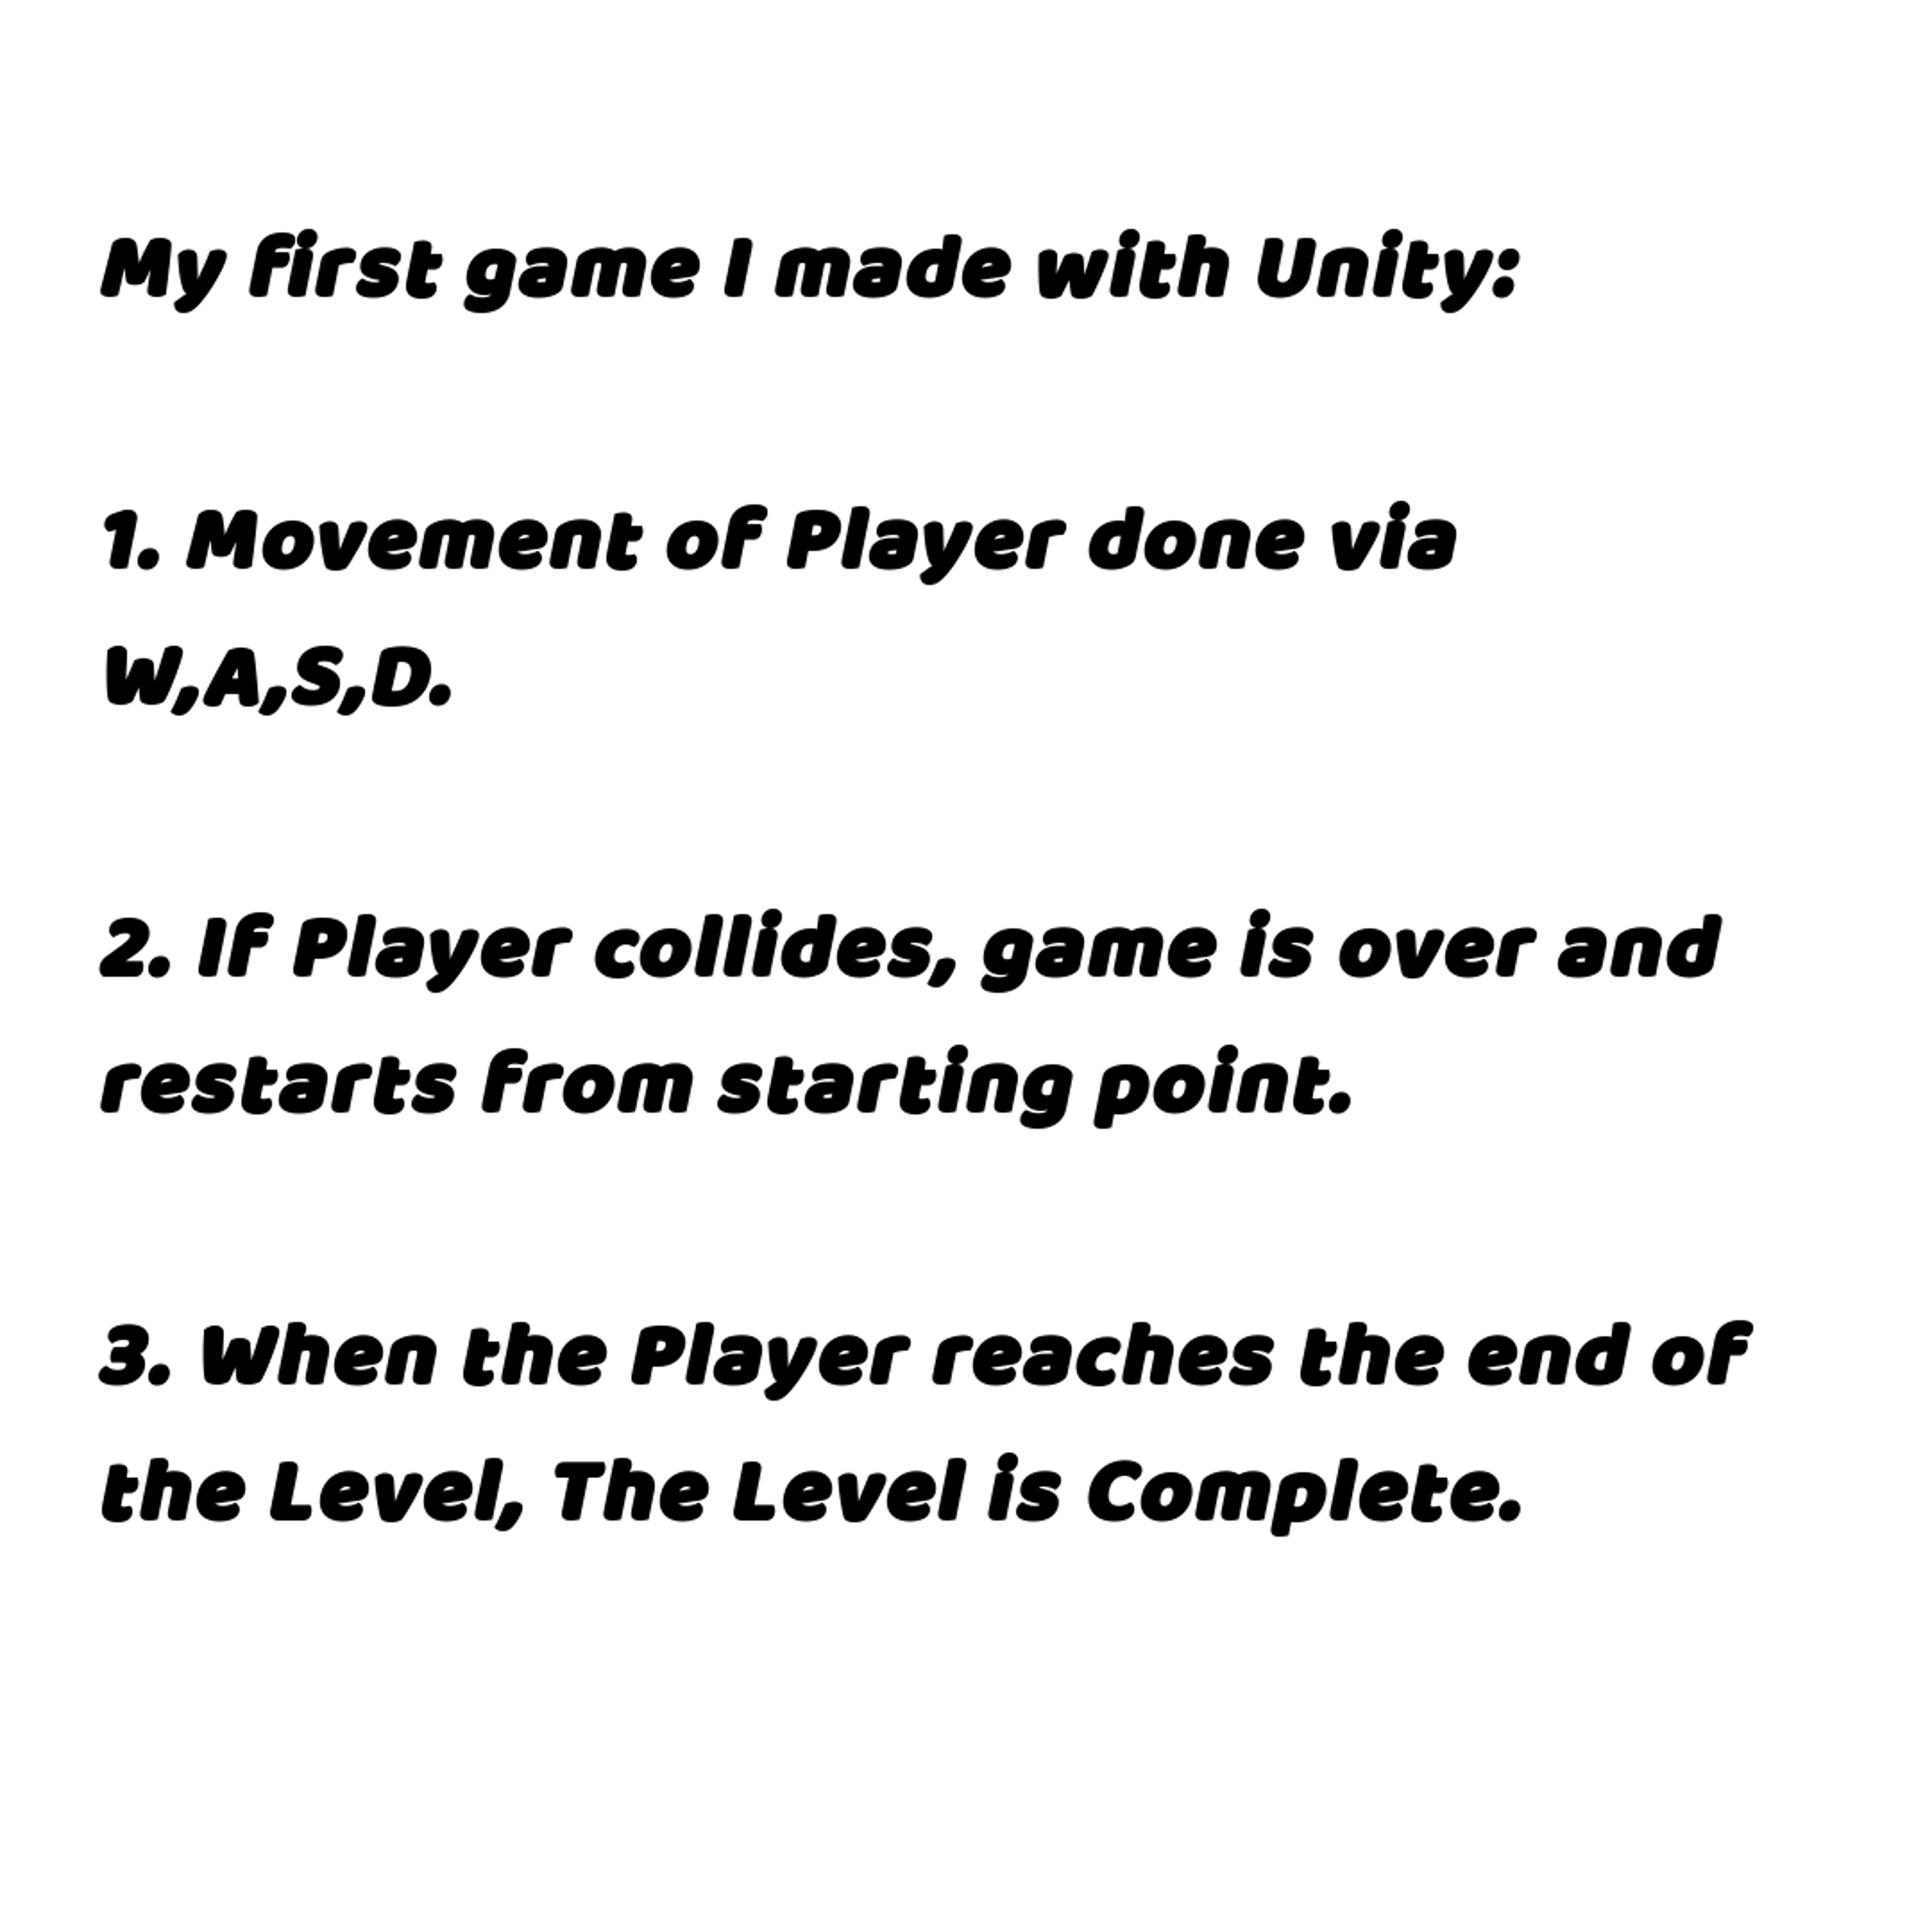 My first game I made with Unity:
1. Movement of Player done via
W,A,S,D.
2. If Player collides, game is over and
restarts from starting point.
3. When the Player reaches the end of
the Level, The Level is Complete.